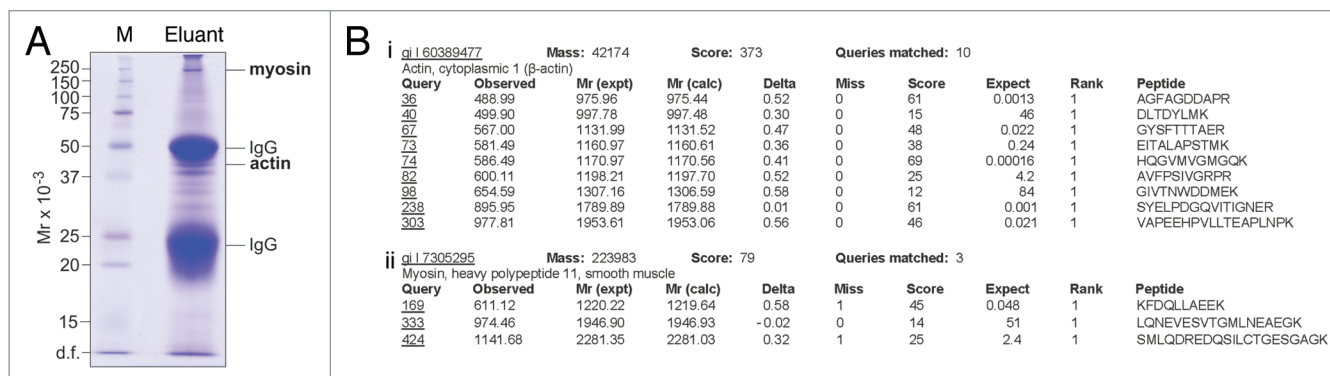 A
M Eluant
250
150
100
75
50
37
25
20
15
d.f.
Mr x 10-3
myosin
IgG
actin
IgG
B
i gi l 60389477 Mass: 42174 Score: 373 Queries matched: 10
Actin, cytoplasmic 1 (β-actin)
Query Observed Mr (expt) Mr (calc) Delta Miss Score Expect Rank Peptide
36 488.99 975.96 975.44 0.52 0 61 0.0013 1 AGFAGDDAPR
40 499.90 997.78 997.48 0.30 0 15 46 1 DLTDYLMK
67 567.00 1131.99 1131.52 0.47 0 48 0.022 1 GYSFTTTAER
73 581.49 1160.97 1160.61 0.36 0 38 0.24 1 EITALAPSTMK
74 586.49 1170.97 1170.56 0.41 0 69 0.00016 1 HQGVMVGMGQK
82 600.11 1198.21 1197.70 0.52 0 25 4.2 1 AVFPSIVGRPR
98 654.59 1307.16 1306.59 0.58 0 12 84 1 GIVTNWDDMEK
238 895.95 1789.89 1789.88 0.01 0 61 0.001 1 SYELPDGQVITIGNER
303 977.81 1953.61 1953.06 0.56 0 46 0.021 1 VAPEEHPVLLTEAPLNPK
ii gi l 7305295 Mass: 223983 Score: 79 Queries matched: 3
Myosin, heavy polypeptide 11, smooth muscle
Query Observed Mr (expt) Mr (calc) Delta Miss Score Expect Rank Peptide
169 611.12 1220.22 1219.64 0.58 1 45 0.048 1 KFDQLLAEEK
333 974.46 1946.90 1946.93 -0.02 0 14 51 1 LQNEVESVTGMLNEAEGK
424 1141.68 2281.35 2281.03 0.32 1 25 2.4 1 SMLQDREDQSILCTGESGAGK